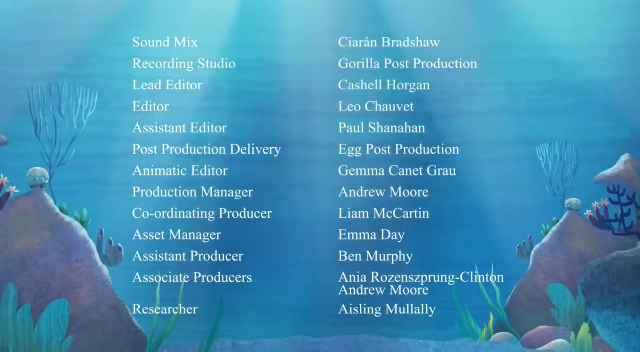 Sound Mix Ciarán Bradshaw
Recording Studio Gorilla Post Production
Lead Editor Cashell Horgan
Editor Leo Chauvet
Assistant Editor Paul Shanahan
Post Production Delivery Egg Post Production
Animatic Editor Gemma Canet Grau
Production Manager Andrew Moore
Co-ordinating Producer Liam McCartin
Asset Manager Emma Day
Assistant Producer Ben Murphy
Associate Producers Ania Rozenszprung-Clinton
Andrew Moore
Researcher Aisling Mullally